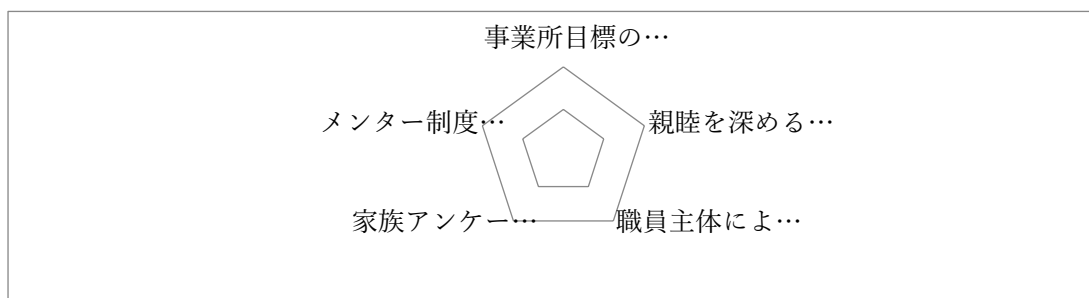 事業所目標の…
メンター制度…
親睦を深める…
家族アンケー…
職員主体によ…